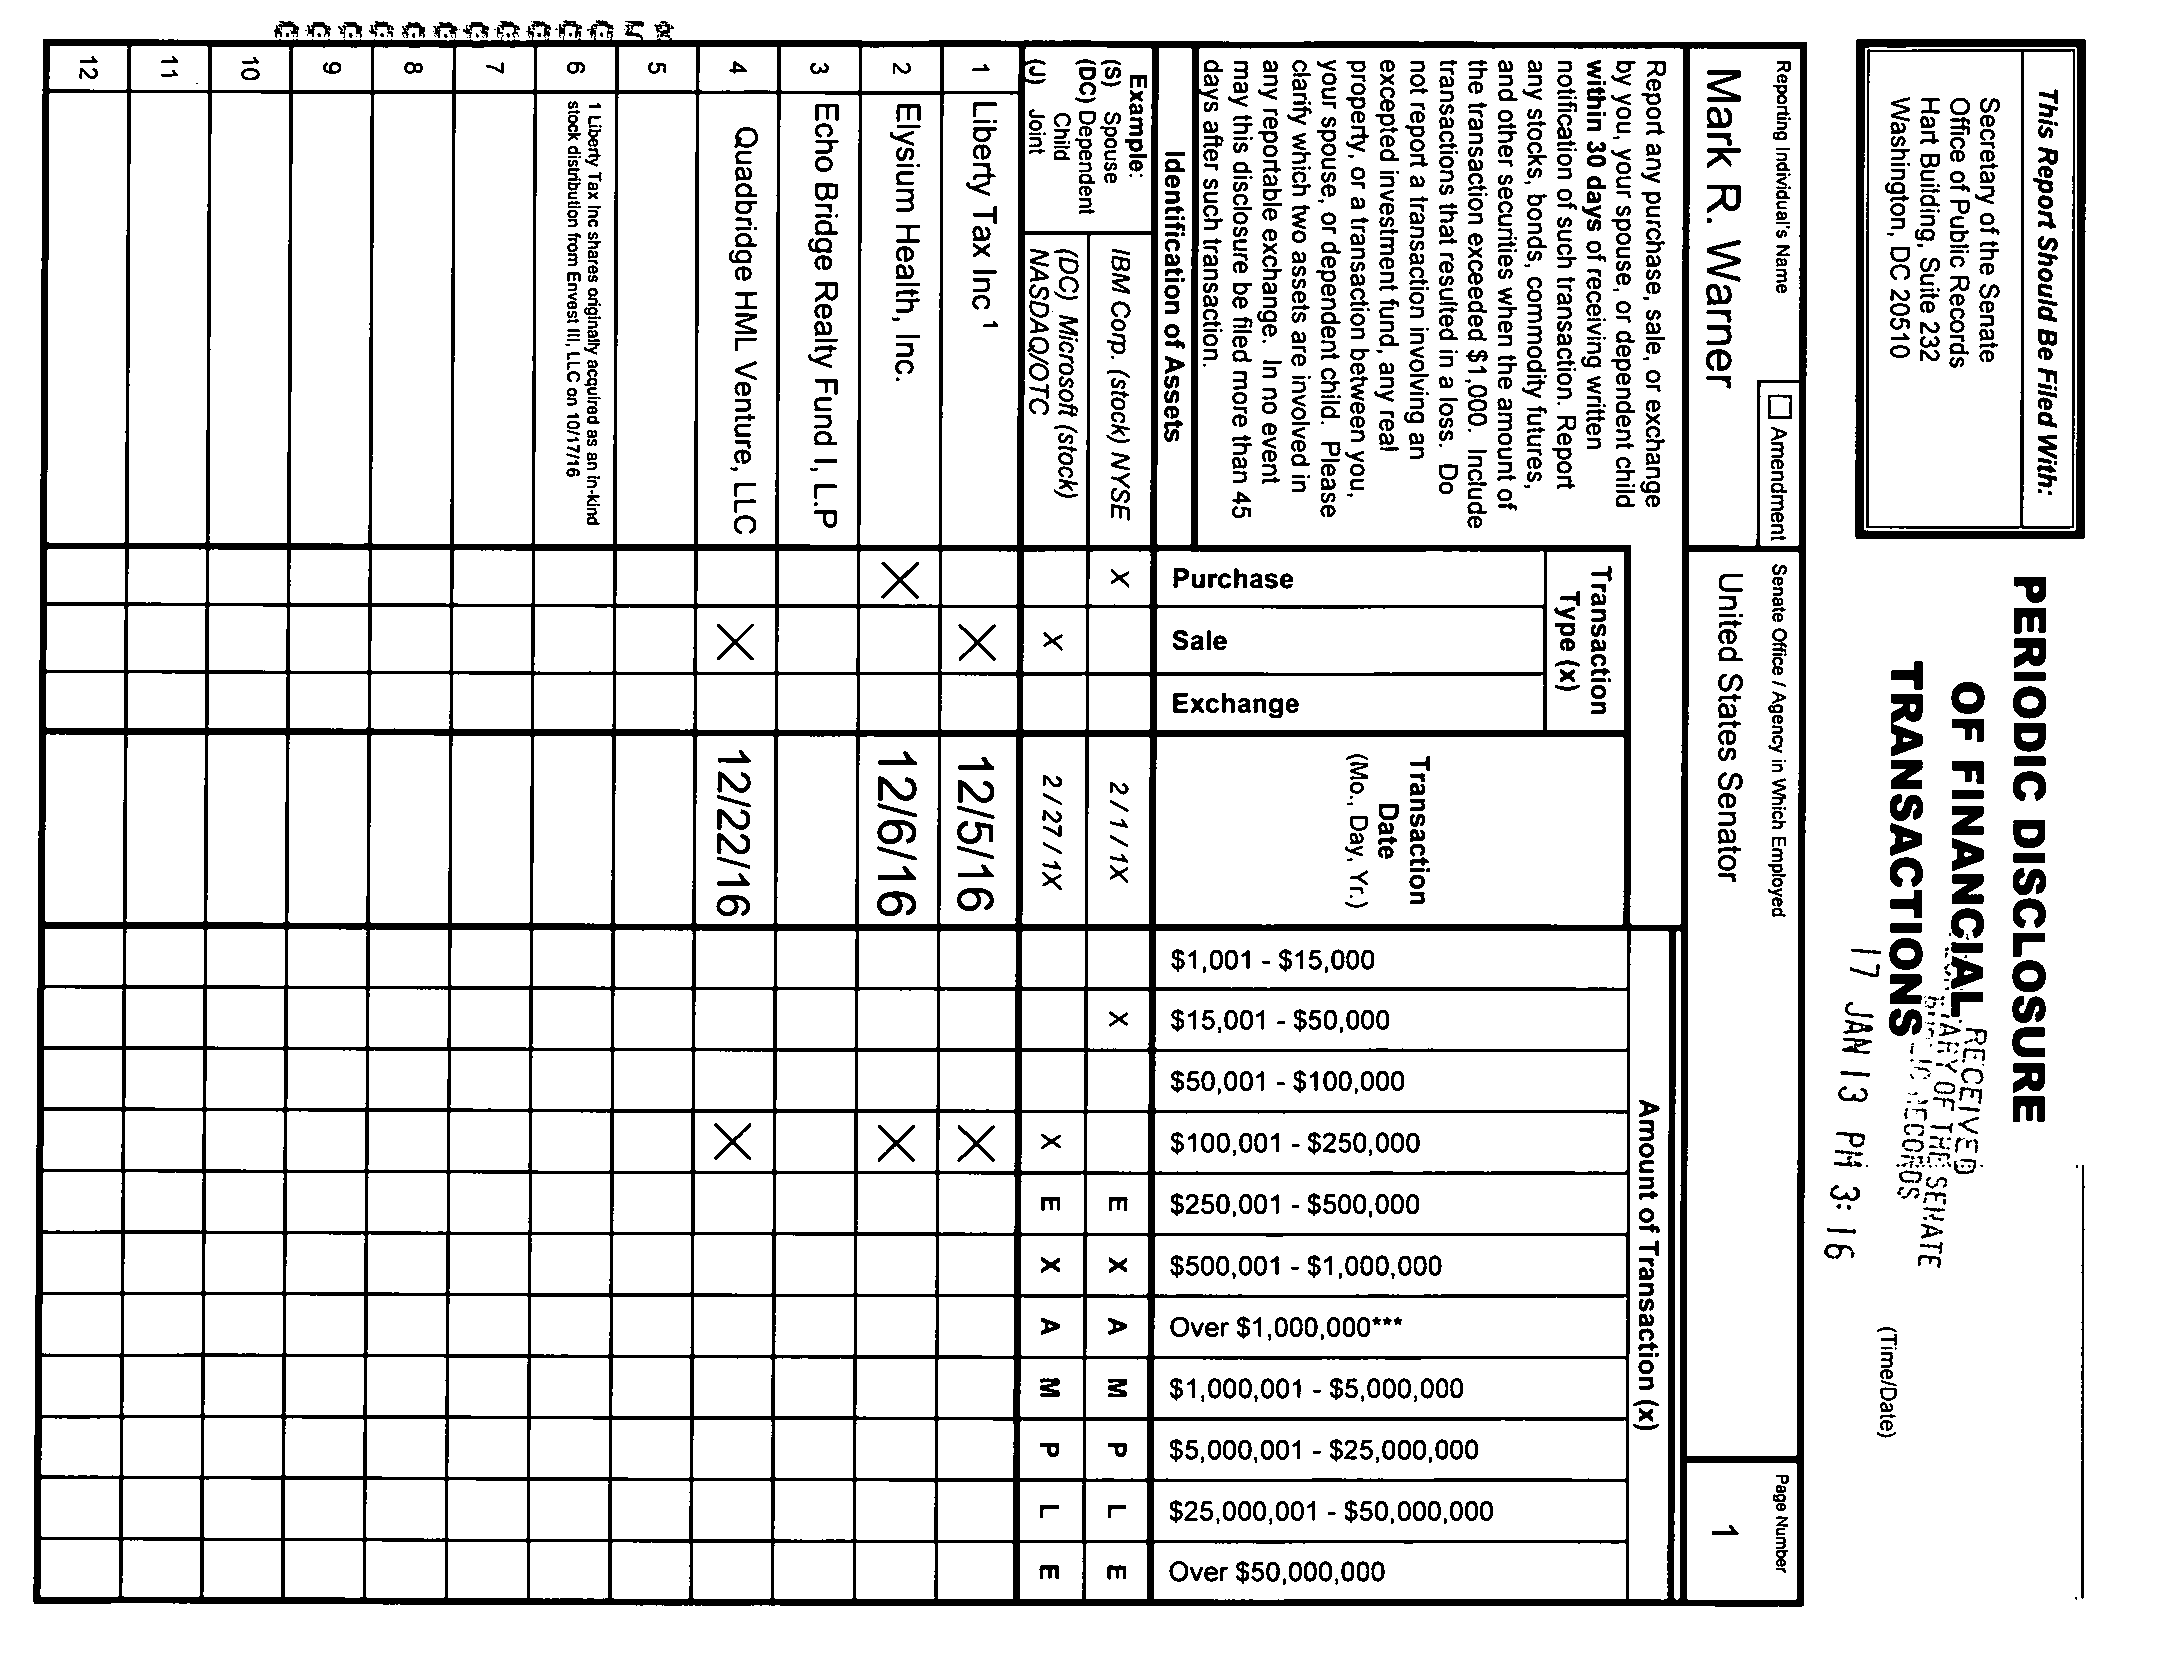 This Report Should Be Filed With:
Secretary of the Senate
Office of Public Records
Hart Building, Suite 232
Washington, DC 20510
PERIODIC DISCLOSURE
OF FINANCIAL
TRANSACTIONS
RECEIVED
OF THE SENATE
17 JAN 13 PM 3:16
(Time/Date)
Reporting Individual's Name
☐ Amendment
Senate Office / Agency in Which Employed
Page Number
Mark R. Warner
United States Senator
1
Report any purchase, sale, or exchange
by you, your spouse, or dependent child
within 30 days of receiving written
notification of such transaction. Report
any stocks, bonds, commodity futures,
and other securities when the amount of
the transaction exceeded $1,000. Include
transactions that resulted in a loss. Do
not report a transaction involving an
excepted investment fund, any real
property, or a transaction between you,
your spouse, or dependent child. Please
clarify which two assets are involved in
any reportable exchange. In no event
may this disclosure be filed more than 45
days after such transaction.
Identification of Assets
Transaction
Type (x)
Purchase
Sale
Exchange
Transaction
Date
(Mo., Day, Yr.)
Amount of Transaction (x)
$1,001 - $15,000
$15,001 - $50,000
$50,001 - $100,000
$100,001 - $250,000
$250,001 - $500,000
$500,001 - $1,000,000
Over $1,000,000***
$1,000,001 - $5,000,000
$5,000,001 - $25,000,000
$25,000,001 - $50,000,000
Over $50,000,000
Example:
(S) Spouse
(DC) Dependent
Child
(J) Joint
IBM Corp. (stock) NYSE X 2 / 1 / 1X X E X A M P L E
(DC) Microsoft (stock)
NASDAQ/OTC X 2 / 27 / 1X X E X A M P L E
1 Liberty Tax Inc 1 X 12/5/16 X
2 Elysium Health, Inc. X 12/6/16 X
3 Echo Bridge Realty Fund I, L.P
4 Quadbridge HML Venture, LLC X 12/22/16 X
5
6 1 Liberty Tax Inc shares originally acquired as an in-kind
stock distribution from Envest III, LLC on 10/17/16
7
8
9
10
11
12